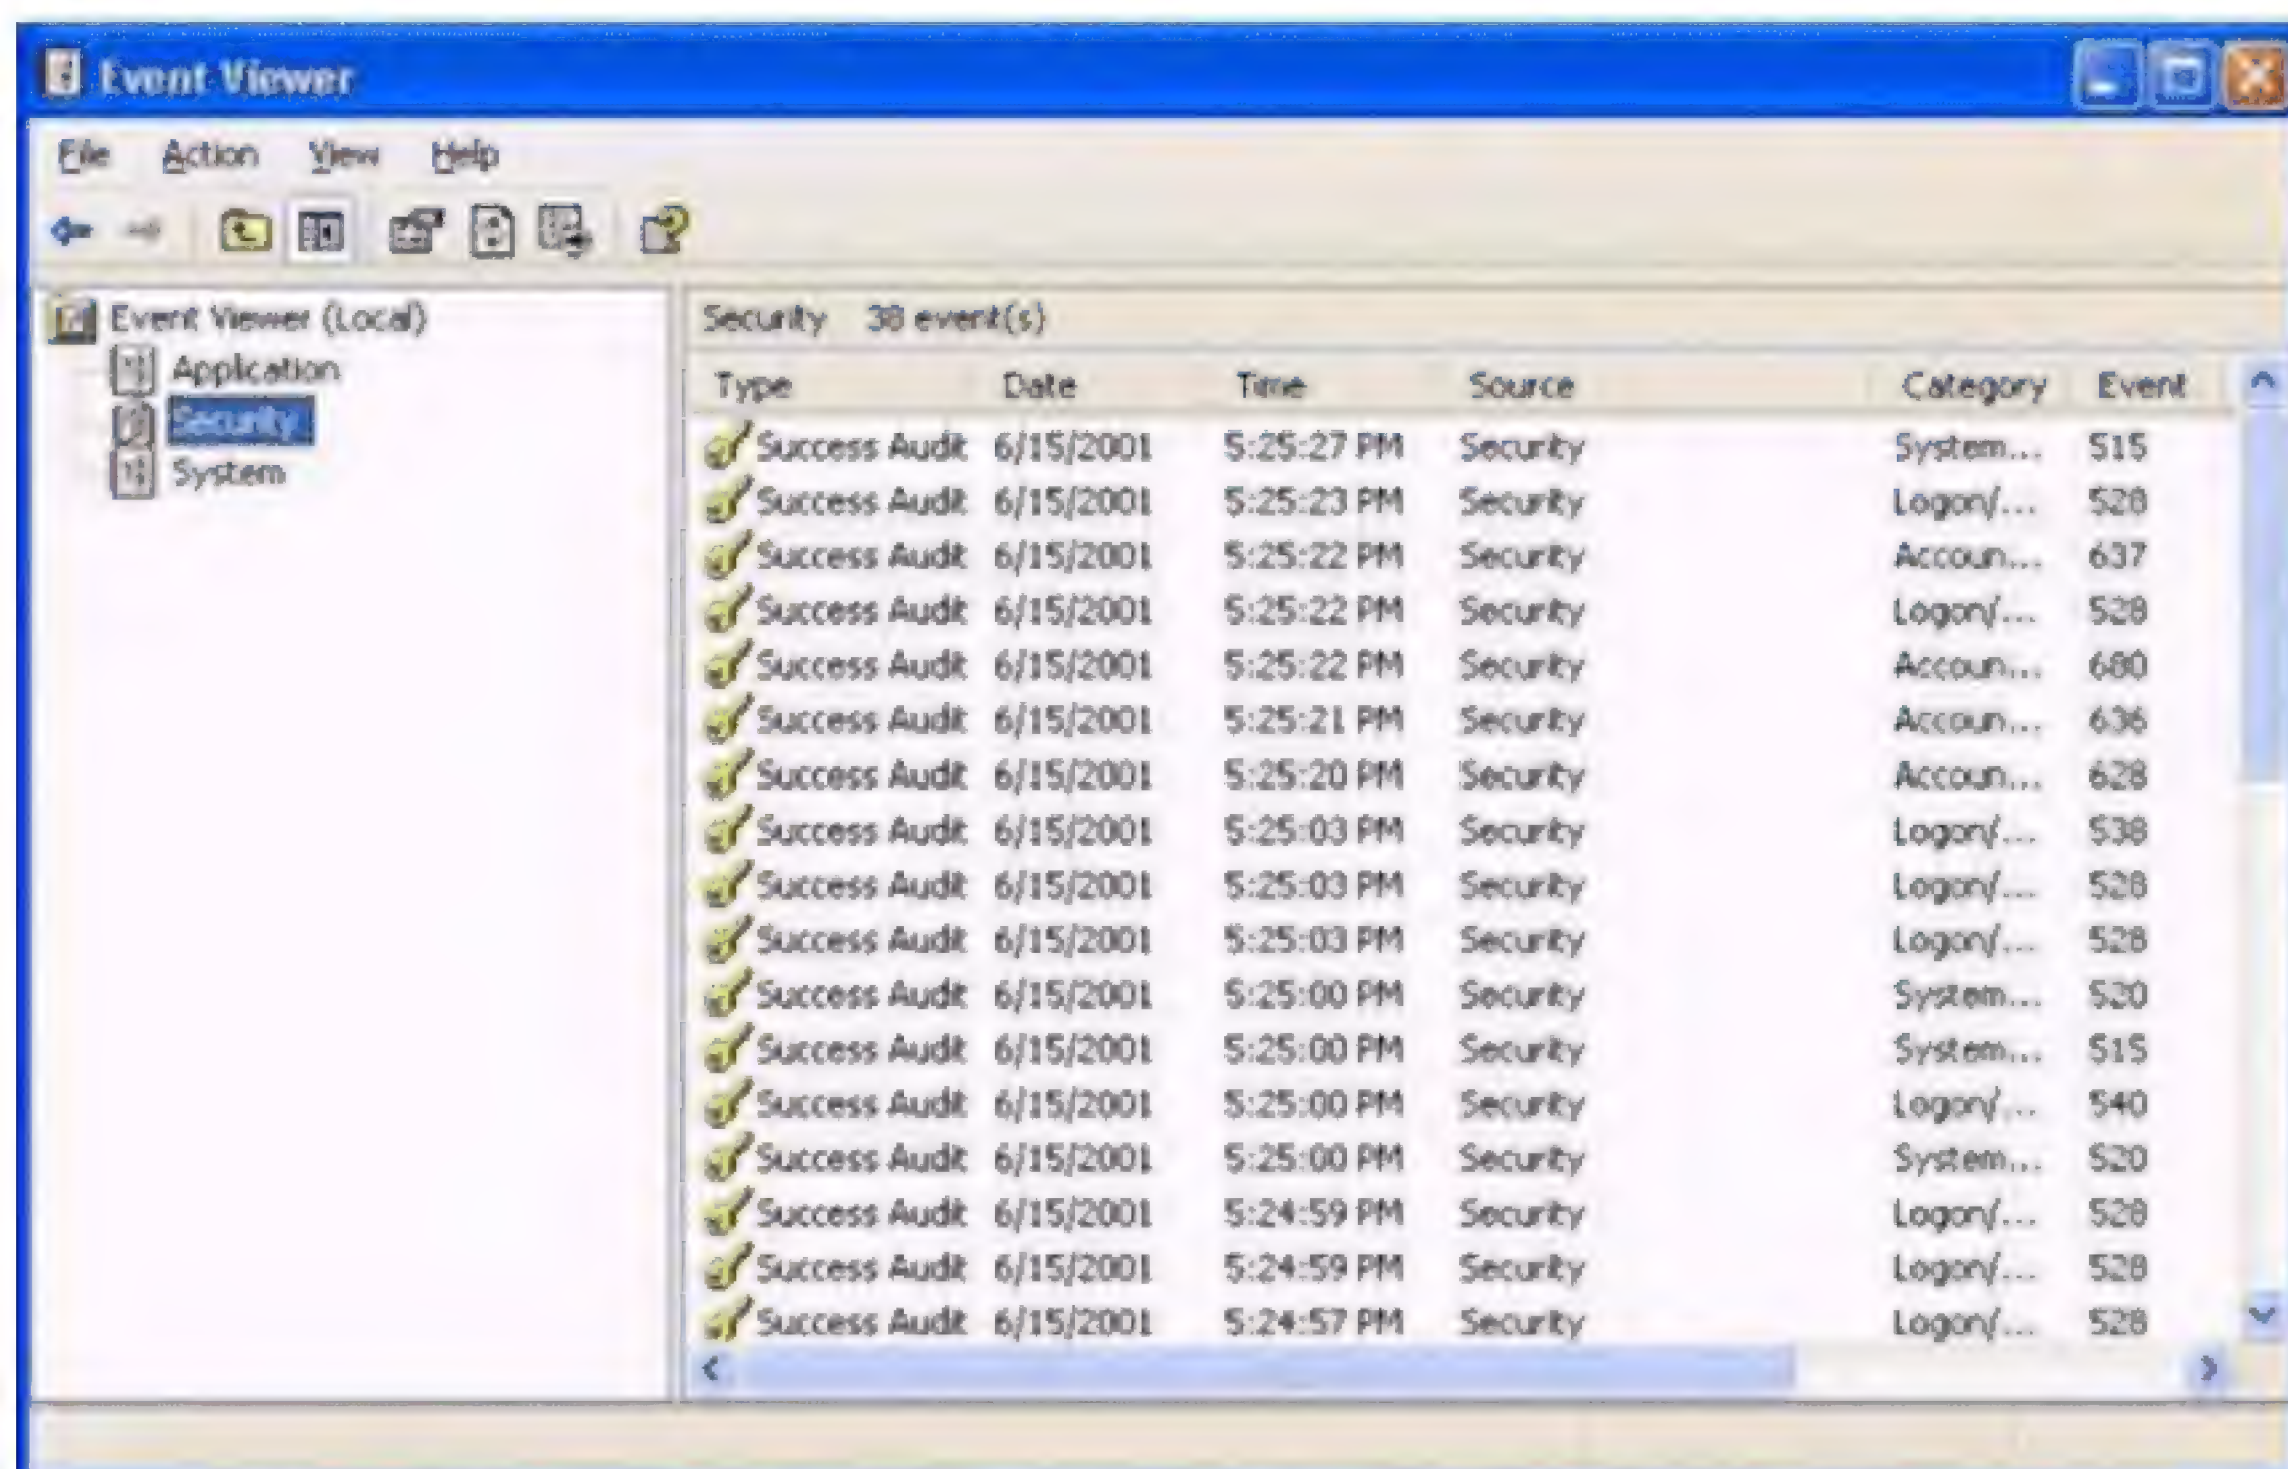 Event Viewer
File Action View Help
Event Viewer (Local)
Application
Security
System
Security 38 event(s)
Type Date Time Source Category Event
Success Audit 6/15/2001 5:25:27 PM Security System... 515
Success Audit 6/15/2001 5:25:23 PM Security Logon/... 528
Success Audit 6/15/2001 5:25:22 PM Security Accoun... 637
Success Audit 6/15/2001 5:25:22 PM Security Logon/... 528
Success Audit 6/15/2001 5:25:22 PM Security Accoun... 680
Success Audit 6/15/2001 5:25:21 PM Security Accoun... 636
Success Audit 6/15/2001 5:25:20 PM Security Accoun... 628
Success Audit 6/15/2001 5:25:03 PM Security Logon/... 538
Success Audit 6/15/2001 5:25:03 PM Security Logon/... 528
Success Audit 6/15/2001 5:25:03 PM Security Logon/... 528
Success Audit 6/15/2001 5:25:00 PM Security System... 520
Success Audit 6/15/2001 5:25:00 PM Security System... 515
Success Audit 6/15/2001 5:25:00 PM Security Logon/... 540
Success Audit 6/15/2001 5:25:00 PM Security System... 520
Success Audit 6/15/2001 5:24:59 PM Security Logon/... 528
Success Audit 6/15/2001 5:24:59 PM Security Logon/... 528
Success Audit 6/15/2001 5:24:57 PM Security Logon/... 528